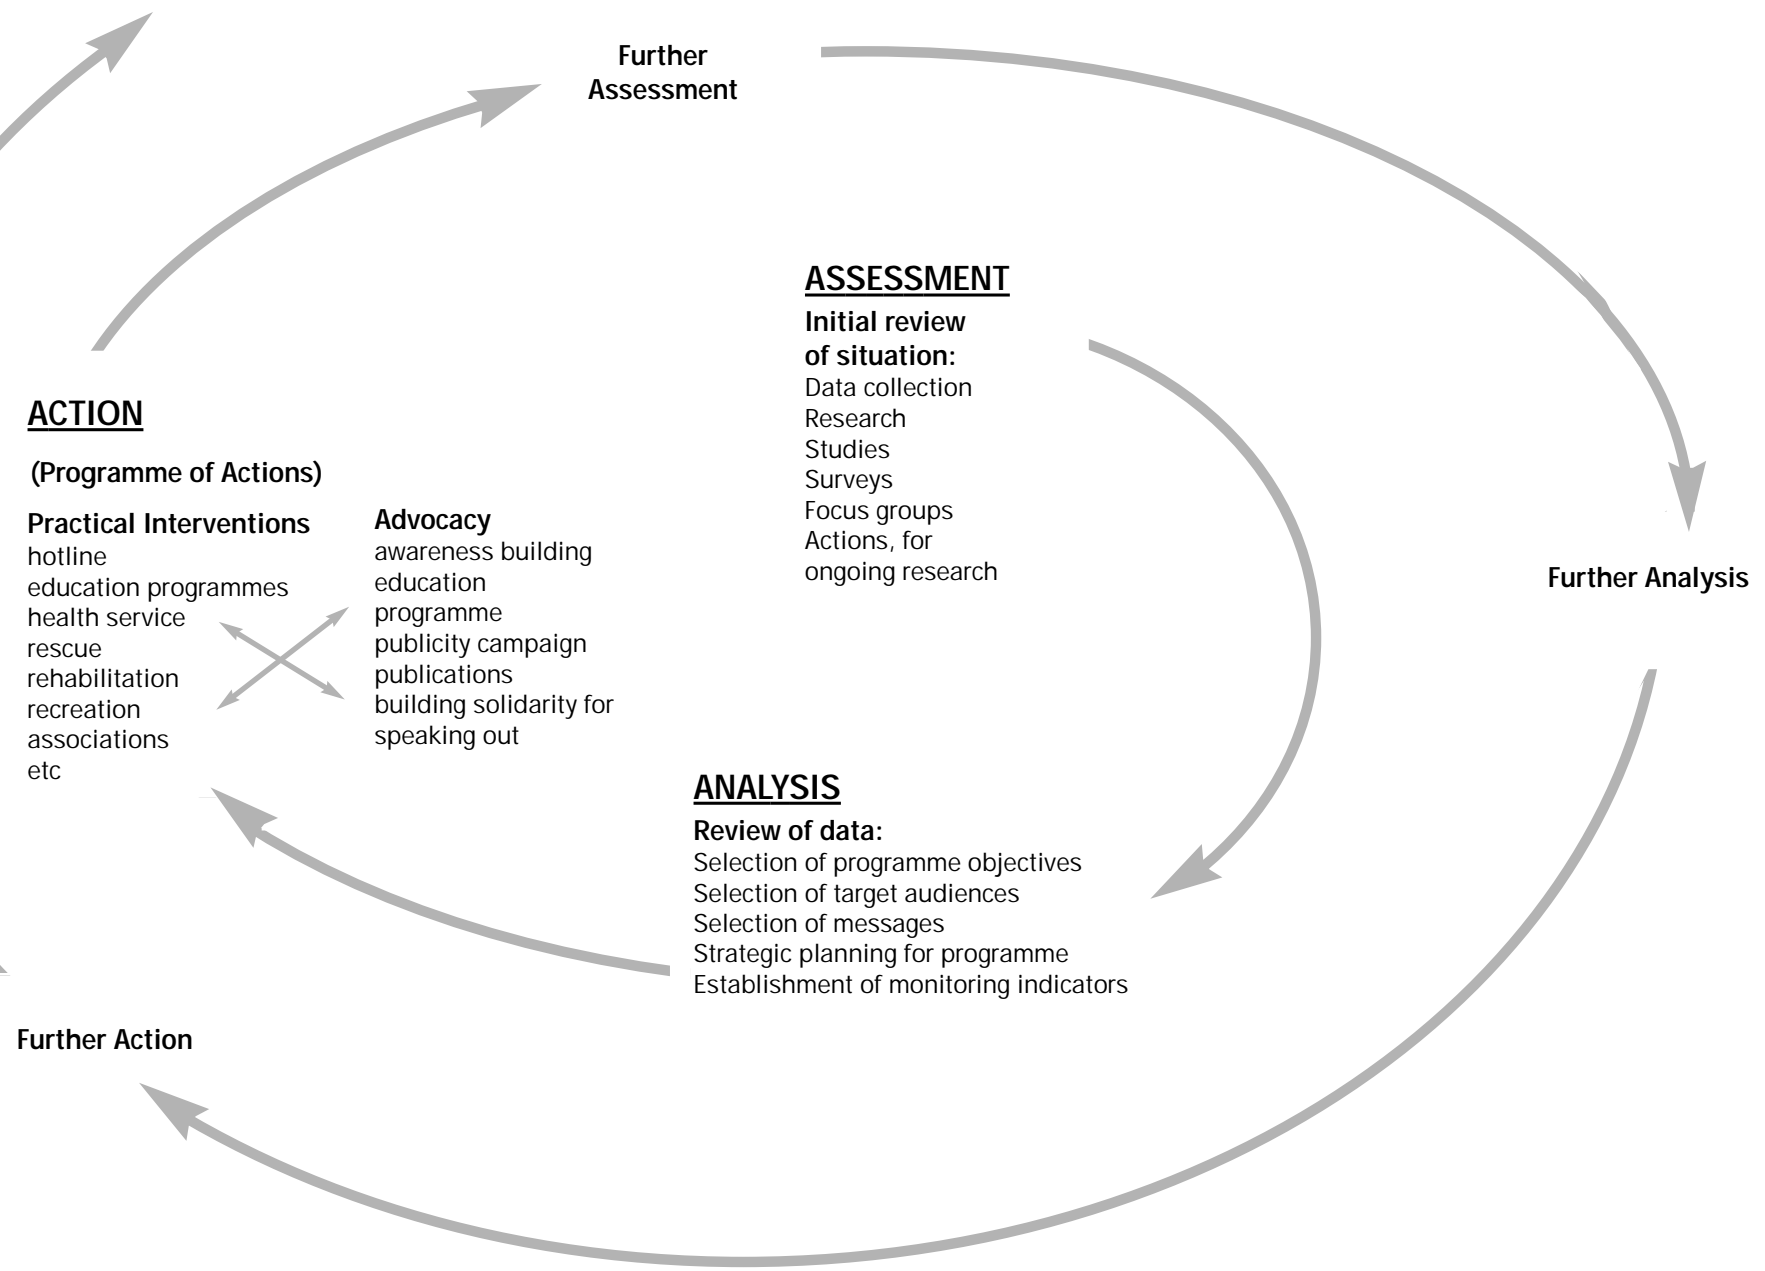 Further
Assessment
ASSESSMENT
Initial review
of situation:
Data collection
Research
Studies
Surveys
Focus groups
Actions, for
ongoing research
ACTION
(Programme of Actions)
Practical Interventions
hotline
education programmes
health service
rescue
rehabilitation
recreation
associations
etc
Advocacy
awareness building
education
programme
publicity campaign
publications
building solidarity for
speaking out
Further Analysis
ANALYSIS
Review of data:
Selection of programme objectives
Selection of target audiences
Selection of messages
Strategic planning for programme
Establishment of monitoring indicators
Further Action